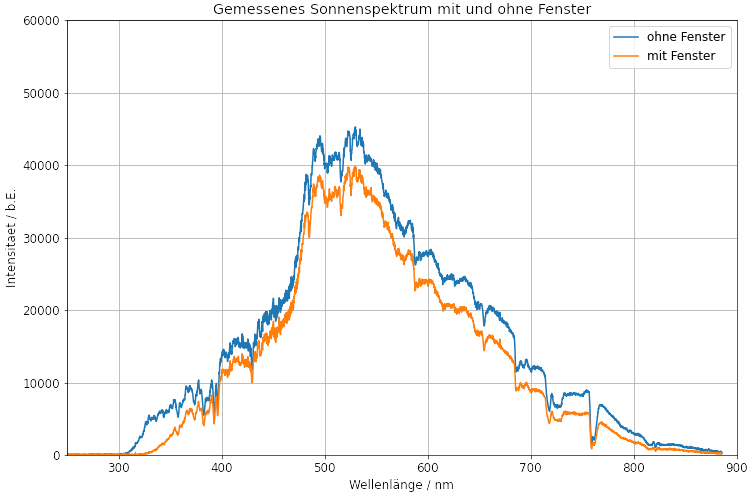 Gemessenes Sonnenspektrum mit und ohne Fenster
ohne Fenster
mit Fenster
Intensitaet / b.E.
60000
50000
40000
30000
20000
10000
0
300 400 500 600 700 800 900
Wellenlänge / nm